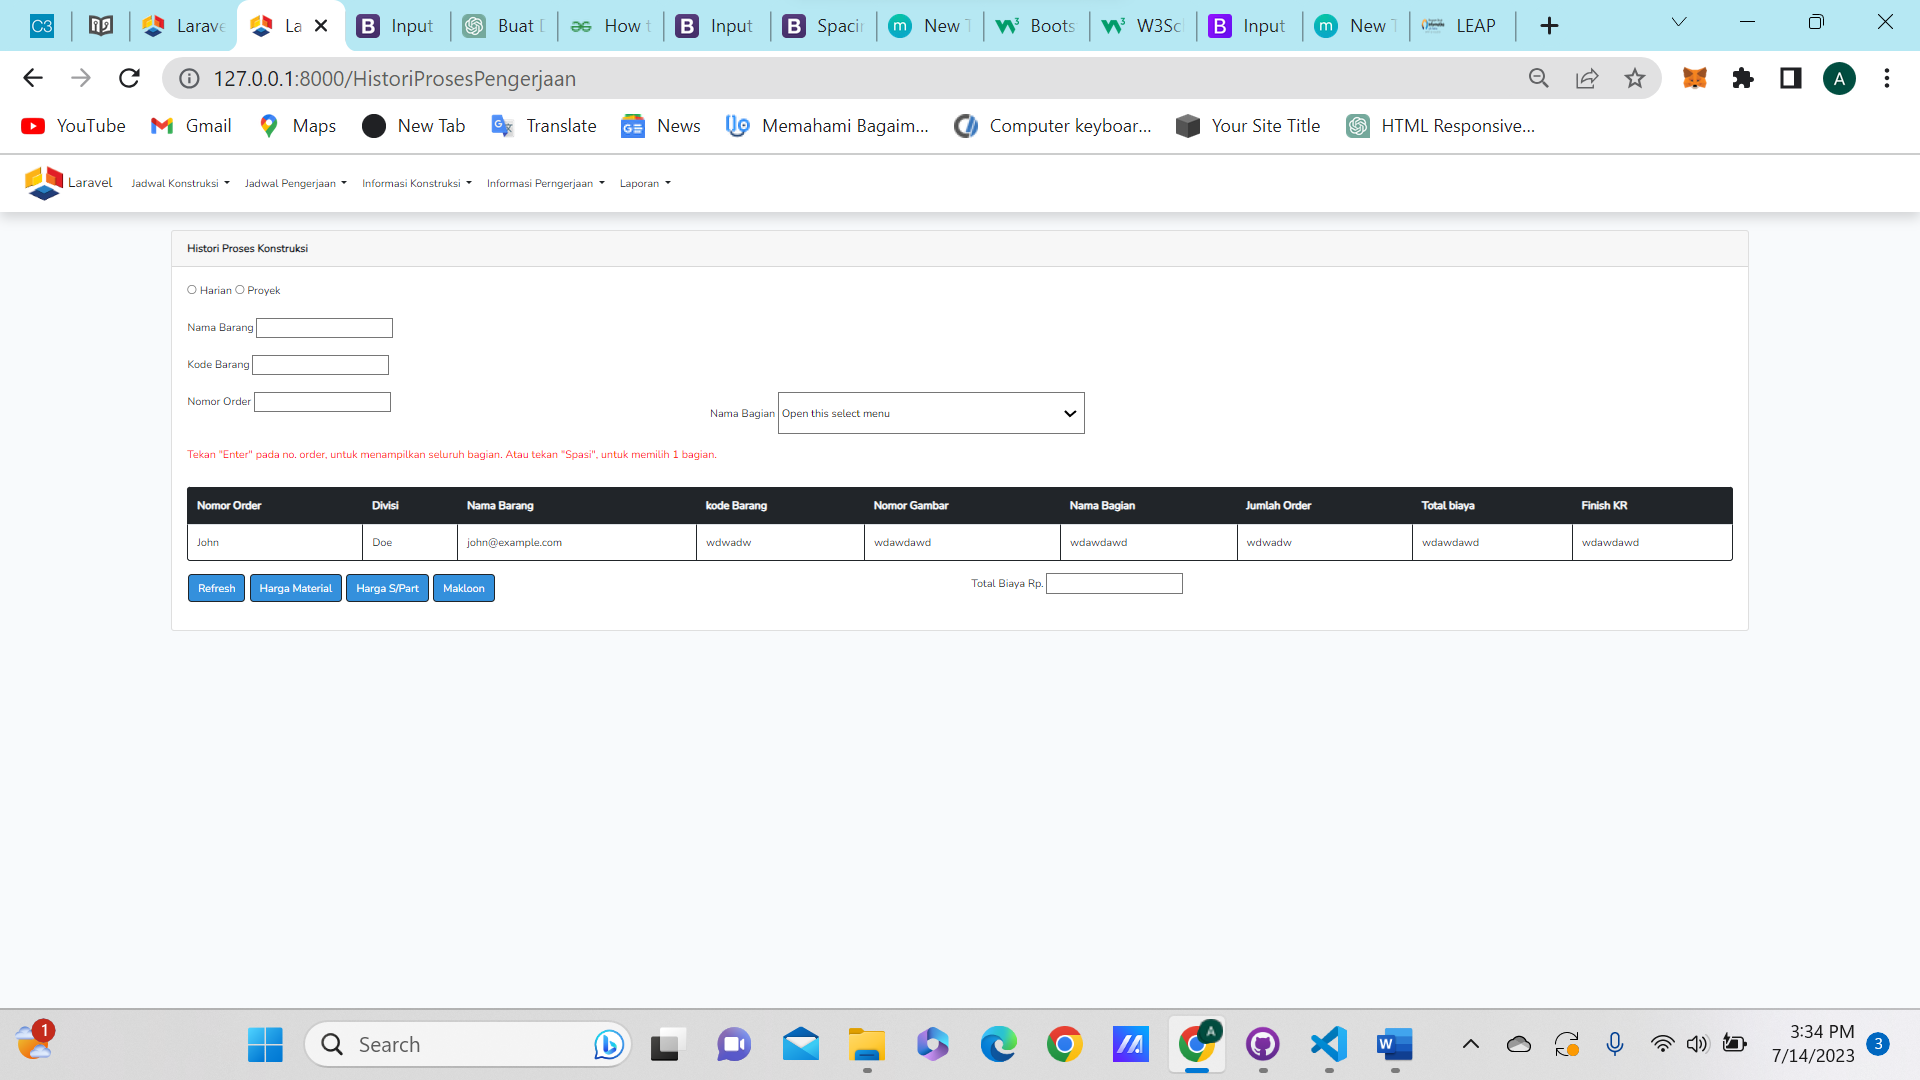 C3
Larave
La
Input
Buat D
How t
Input
Spacin
New T
Boots
W3Sc
Input
New T
LEAP
127.0.0.1:8000/HistoriProsesPengerjaan
A
YouTube
Gmail
Maps
New Tab
Translate
News
Memahami Bagaim...
Computer keyboar...
Your Site Title
HTML Responsive...
Laravel
Jadwal Konstruksi
Jadwal Pengerjaan
Informasi Konstruksi
Informasi Perngerjaan
Laporan
Histori Proses Konstruksi
Harian
Proyek
Nama Barang
Kode Barang
Nomor Order
Nama Bagian
Open this select menu
Tekan "Enter" pada no. order, untuk menampilkan seluruh bagian. Atau tekan "Spasi", untuk memilih 1 bagian.
Nomor Order Divisi Nama Barang kode Barang Nomor Gambar Nama Bagian Jumlah Order Total biaya Finish KR
John Doe john@example.com wdwadw wdawdawd wdawdawd wdwadw wdawdawd wdawdawd
Refresh
Harga Material
Harga S/Part
Makloon
Total Biaya Rp.
1
Search
A
3:34 PM
7/14/2023
3